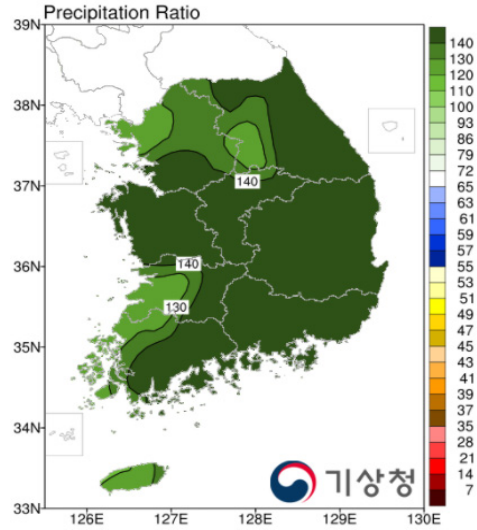 Precipitation Ratio
39N
38N
37N
36N
35N
34N
33N
126E
127E
128E
129E
130E
140
140
130
기상청
140
130
120
110
100
93
86
79
72
65
63
61
59
57
55
53
51
49
47
45
43
41
39
37
35
28
21
14
7